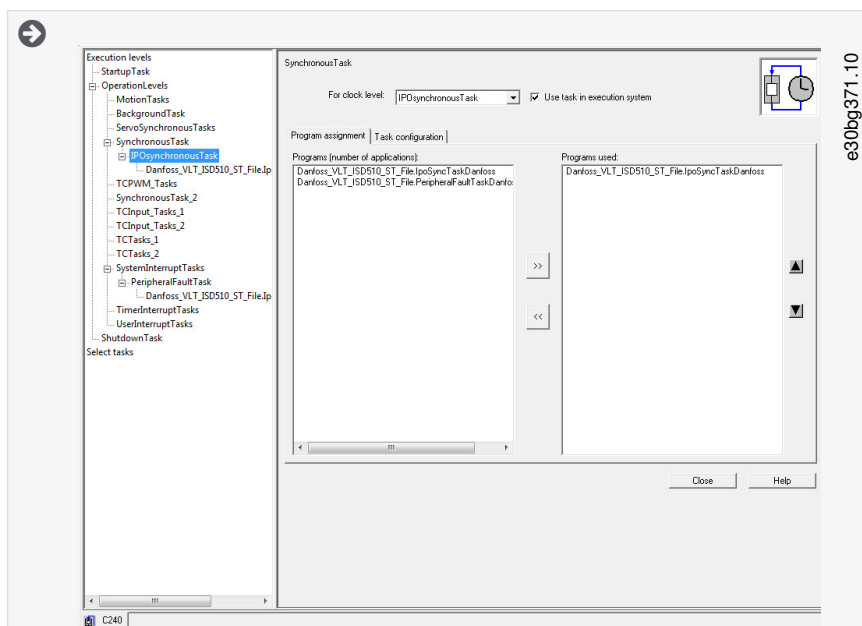 Execution levels
StartupTask
OperationLevels
MotionTasks
BackgroundTask
ServoSynchronousTasks
SynchronousTask
IPOsynchronousTask
Danfoss_VLT_ISD510_ST_File.Ip
TCPWM_Tasks
SynchronousTask_2
TCInput_Tasks_1
TCInput_Tasks_2
TCTasks_1
TCTasks_2
SystemInterruptTasks
PeripheralFaultTask
Danfoss_VLT_ISD510_ST_File.Ip
TimerInterruptTasks
UserInterruptTasks
ShutdownTask
Select tasks
SynchronousTask
For clock level: IPOsynchronousTask Use task in execution system
Program assignment Task configuration
Programs (number of applications):
Danfoss_VLT_ISD510_ST_File.IpoSyncTaskDanfoss
Danfoss_VLT_ISD510_ST_File.PeripheralFaultTaskDanfo
>>
<<
Programs used:
Danfoss_VLT_ISD510_ST_File.IpoSyncTaskDanfoss
Close Help
C240
e30bg371.10